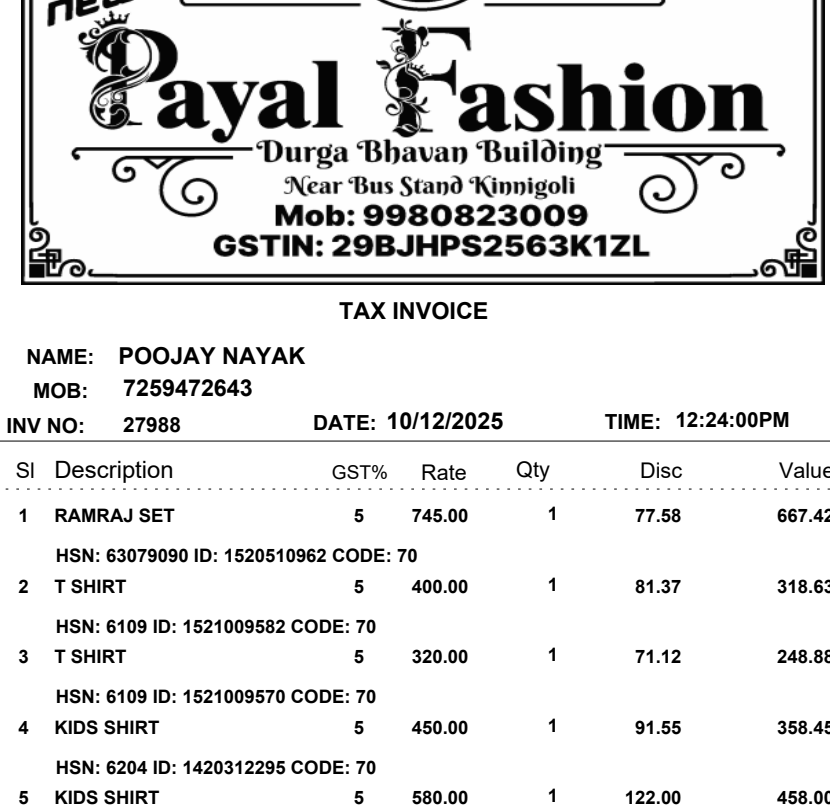 new
Payal Fashion
Durga Bhavan Building
Near Bus Stand Kinnigoli
Mob: 9980823009
GSTIN: 29BJHPS2563K1ZL
TAX INVOICE
NAME: POOJAY NAYAK
MOB: 7259472643
INV NO: 27988 DATE: 10/12/2025 TIME: 12:24:00PM
Sl Description GST% Rate Qty Disc Value
1 RAMRAJ SET 5 745.00 1 77.58 667.42
HSN: 63079090 ID: 1520510962 CODE: 70
2 T SHIRT 5 400.00 1 81.37 318.63
HSN: 6109 ID: 1521009582 CODE: 70
3 T SHIRT 5 320.00 1 71.12 248.88
HSN: 6109 ID: 1521009570 CODE: 70
4 KIDS SHIRT 5 450.00 1 91.55 358.45
HSN: 6204 ID: 1420312295 CODE: 70
5 KIDS SHIRT 5 580.00 1 122.00 458.00